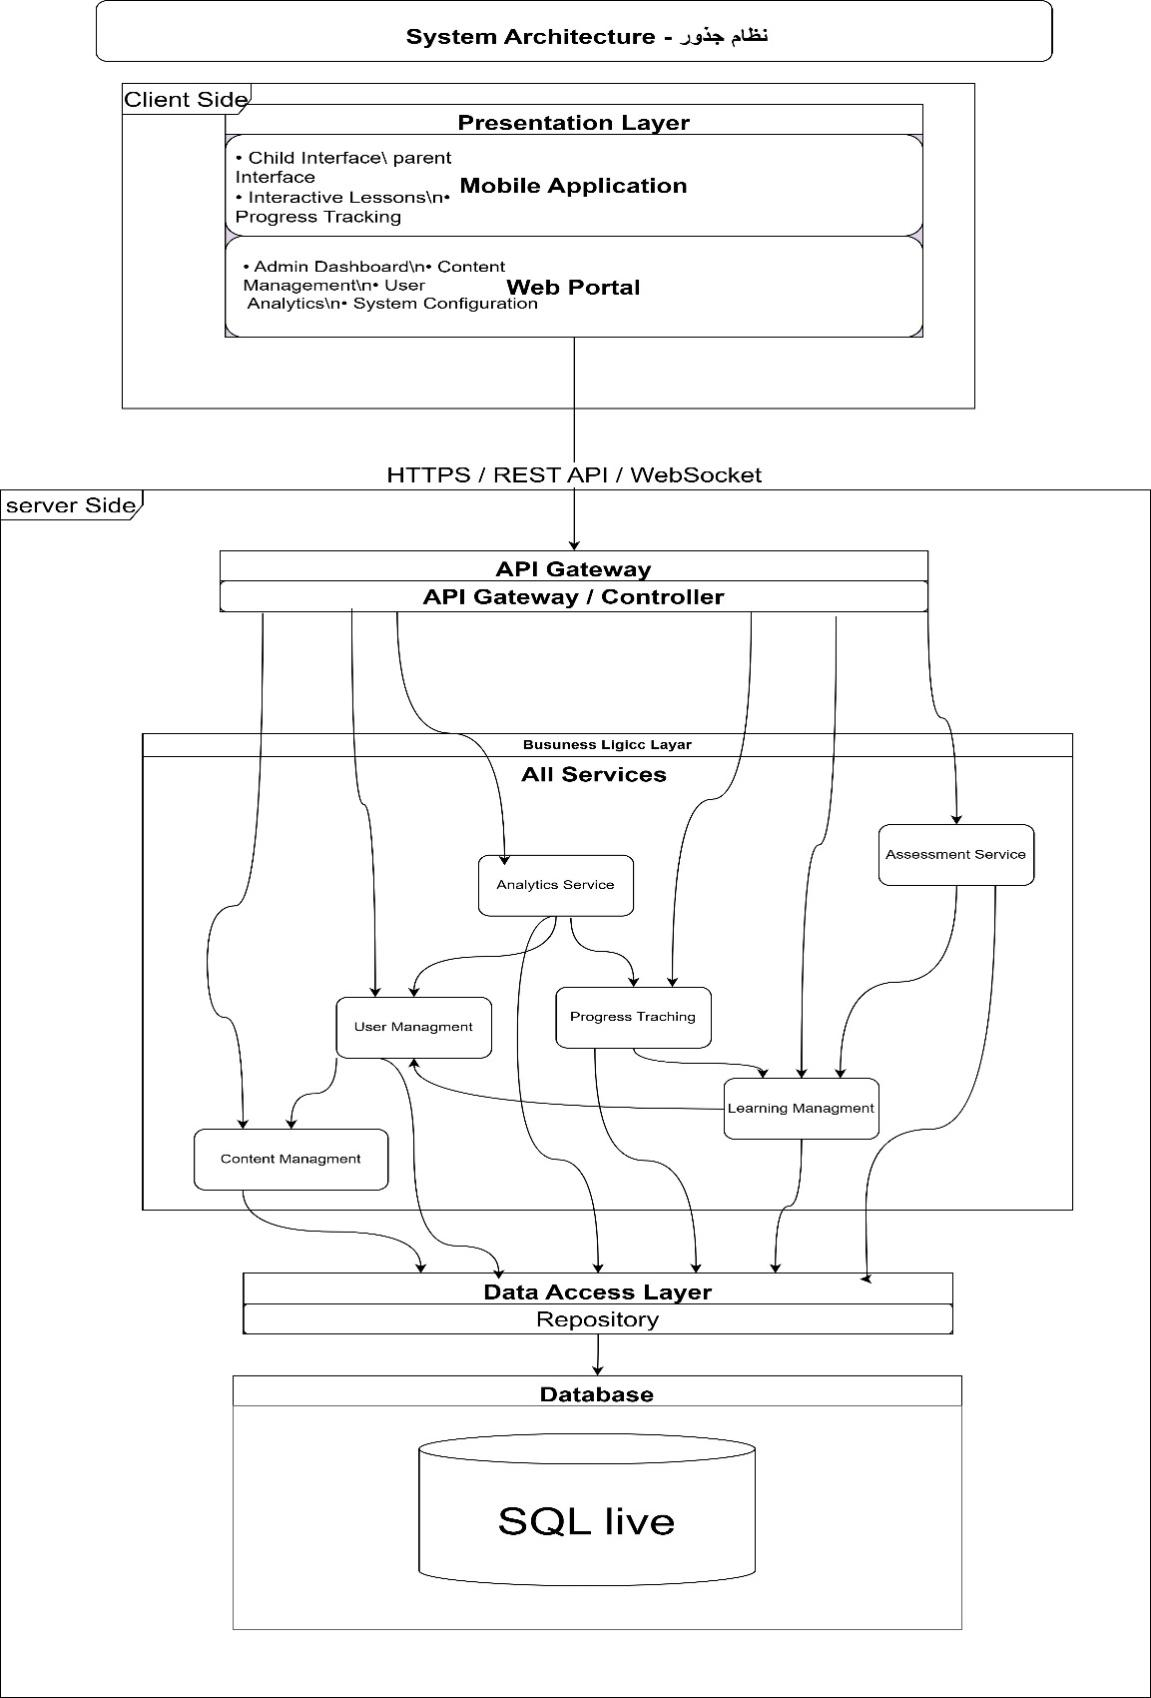 System Architecture - نظام جذور
Client Side
Presentation Layer
• Child Interface\ parent
Interface
• Interactive Lessons\n•
Progress Tracking
Mobile Application
• Admin Dashboard\n• Content
Management\n• User
Analytics\n• System Configuration
Web Portal
HTTPS / REST API / WebSocket
server Side
API Gateway
API Gateway / Controller
Busuness Ligicc Layar
All Services
Assessment Service
Analytics Service
Progress Traching
User Managment
Learning Managment
Content Managment
Data Access Layer
Repository
Database
SQL live